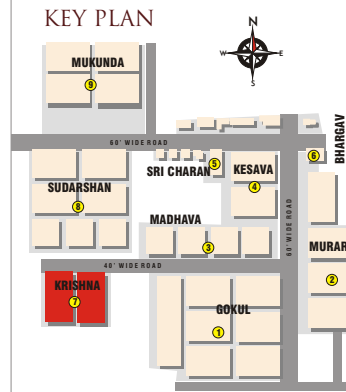 KEY PLAN
N
W E
S
MUKUNDA
9
60' WIDE ROAD
BHARGAV
6
SRI CHARAN
5
KESAVA
4
SUDARSHAN
8
MADHAVA
3
60' WIDE ROAD
MURAR
2
40' WIDE ROAD
KRISHNA
7
GOKUL
1